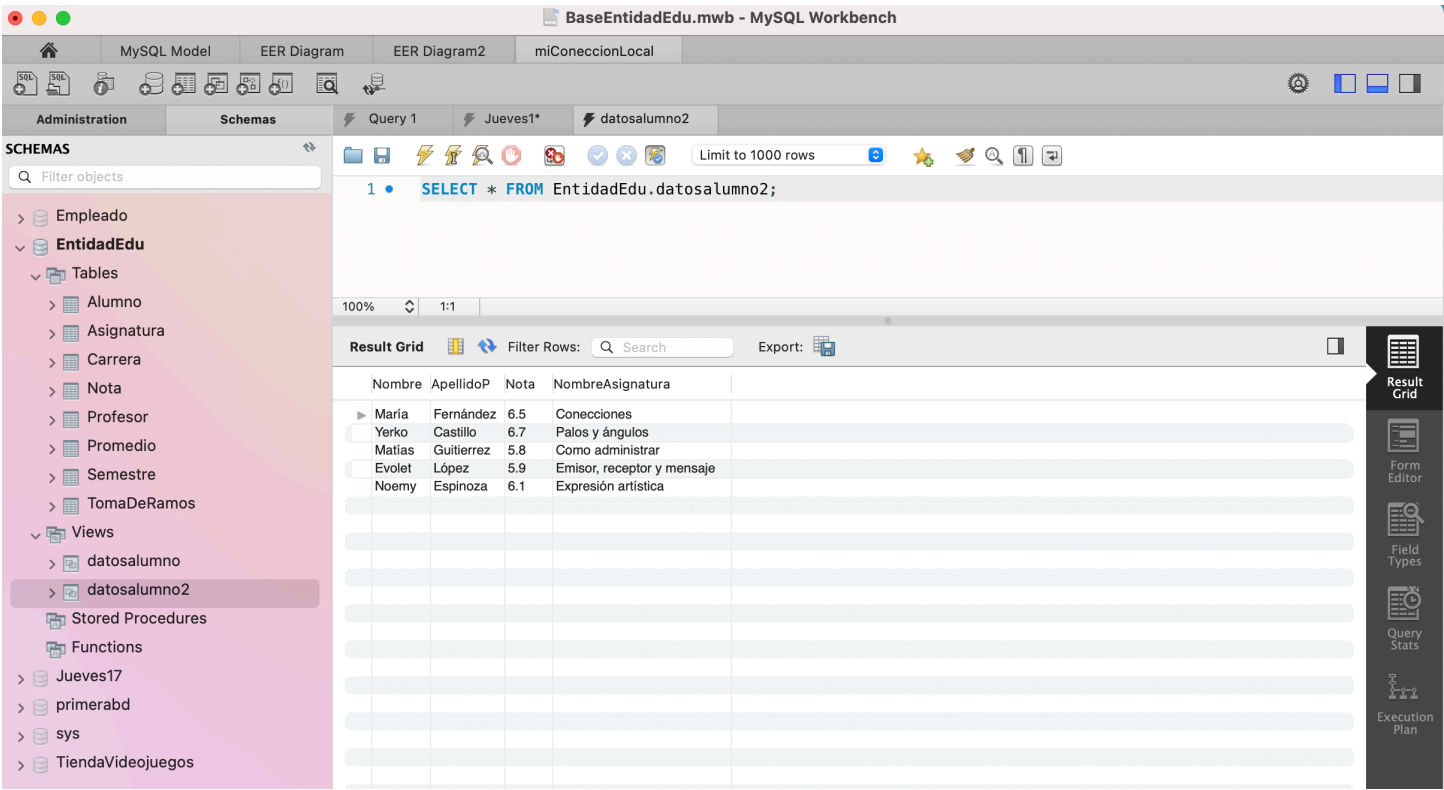 BaseEntidadEdu.mwb - MySQL Workbench
MySQL Model EER Diagram EER Diagram2 miConeccionLocal
SQL SQL
Administration Schemas Query 1 Jueves1* datosalumno2
SCHEMAS
Limit to 1000 rows
Filter objects
1 SELECT * FROM EntidadEdu.datosalumno2;
Empleado
EntidadEdu
Tables
Alumno
Asignatura
Carrera
Nota
Profesor
Promedio
Semestre
TomaDeRamos
Views
datosalumno
datosalumno2
Stored Procedures
Functions
Jueves17
primerabd
sys
TiendaVideojuegos
100% 1:1
Result Grid Filter Rows: Search Export:
Nombre ApellidoP Nota NombreAsignatura
María Fernández 6.5 Conecciones
Yerko Castillo 6.7 Palos y ángulos
Matías Guitierrez 5.8 Como administrar
Evolet López 5.9 Emisor, receptor y mensaje
Noemy Espinoza 6.1 Expresión artística
Result
Grid
Form
Editor
Field
Types
Query
Stats
Execution
Plan